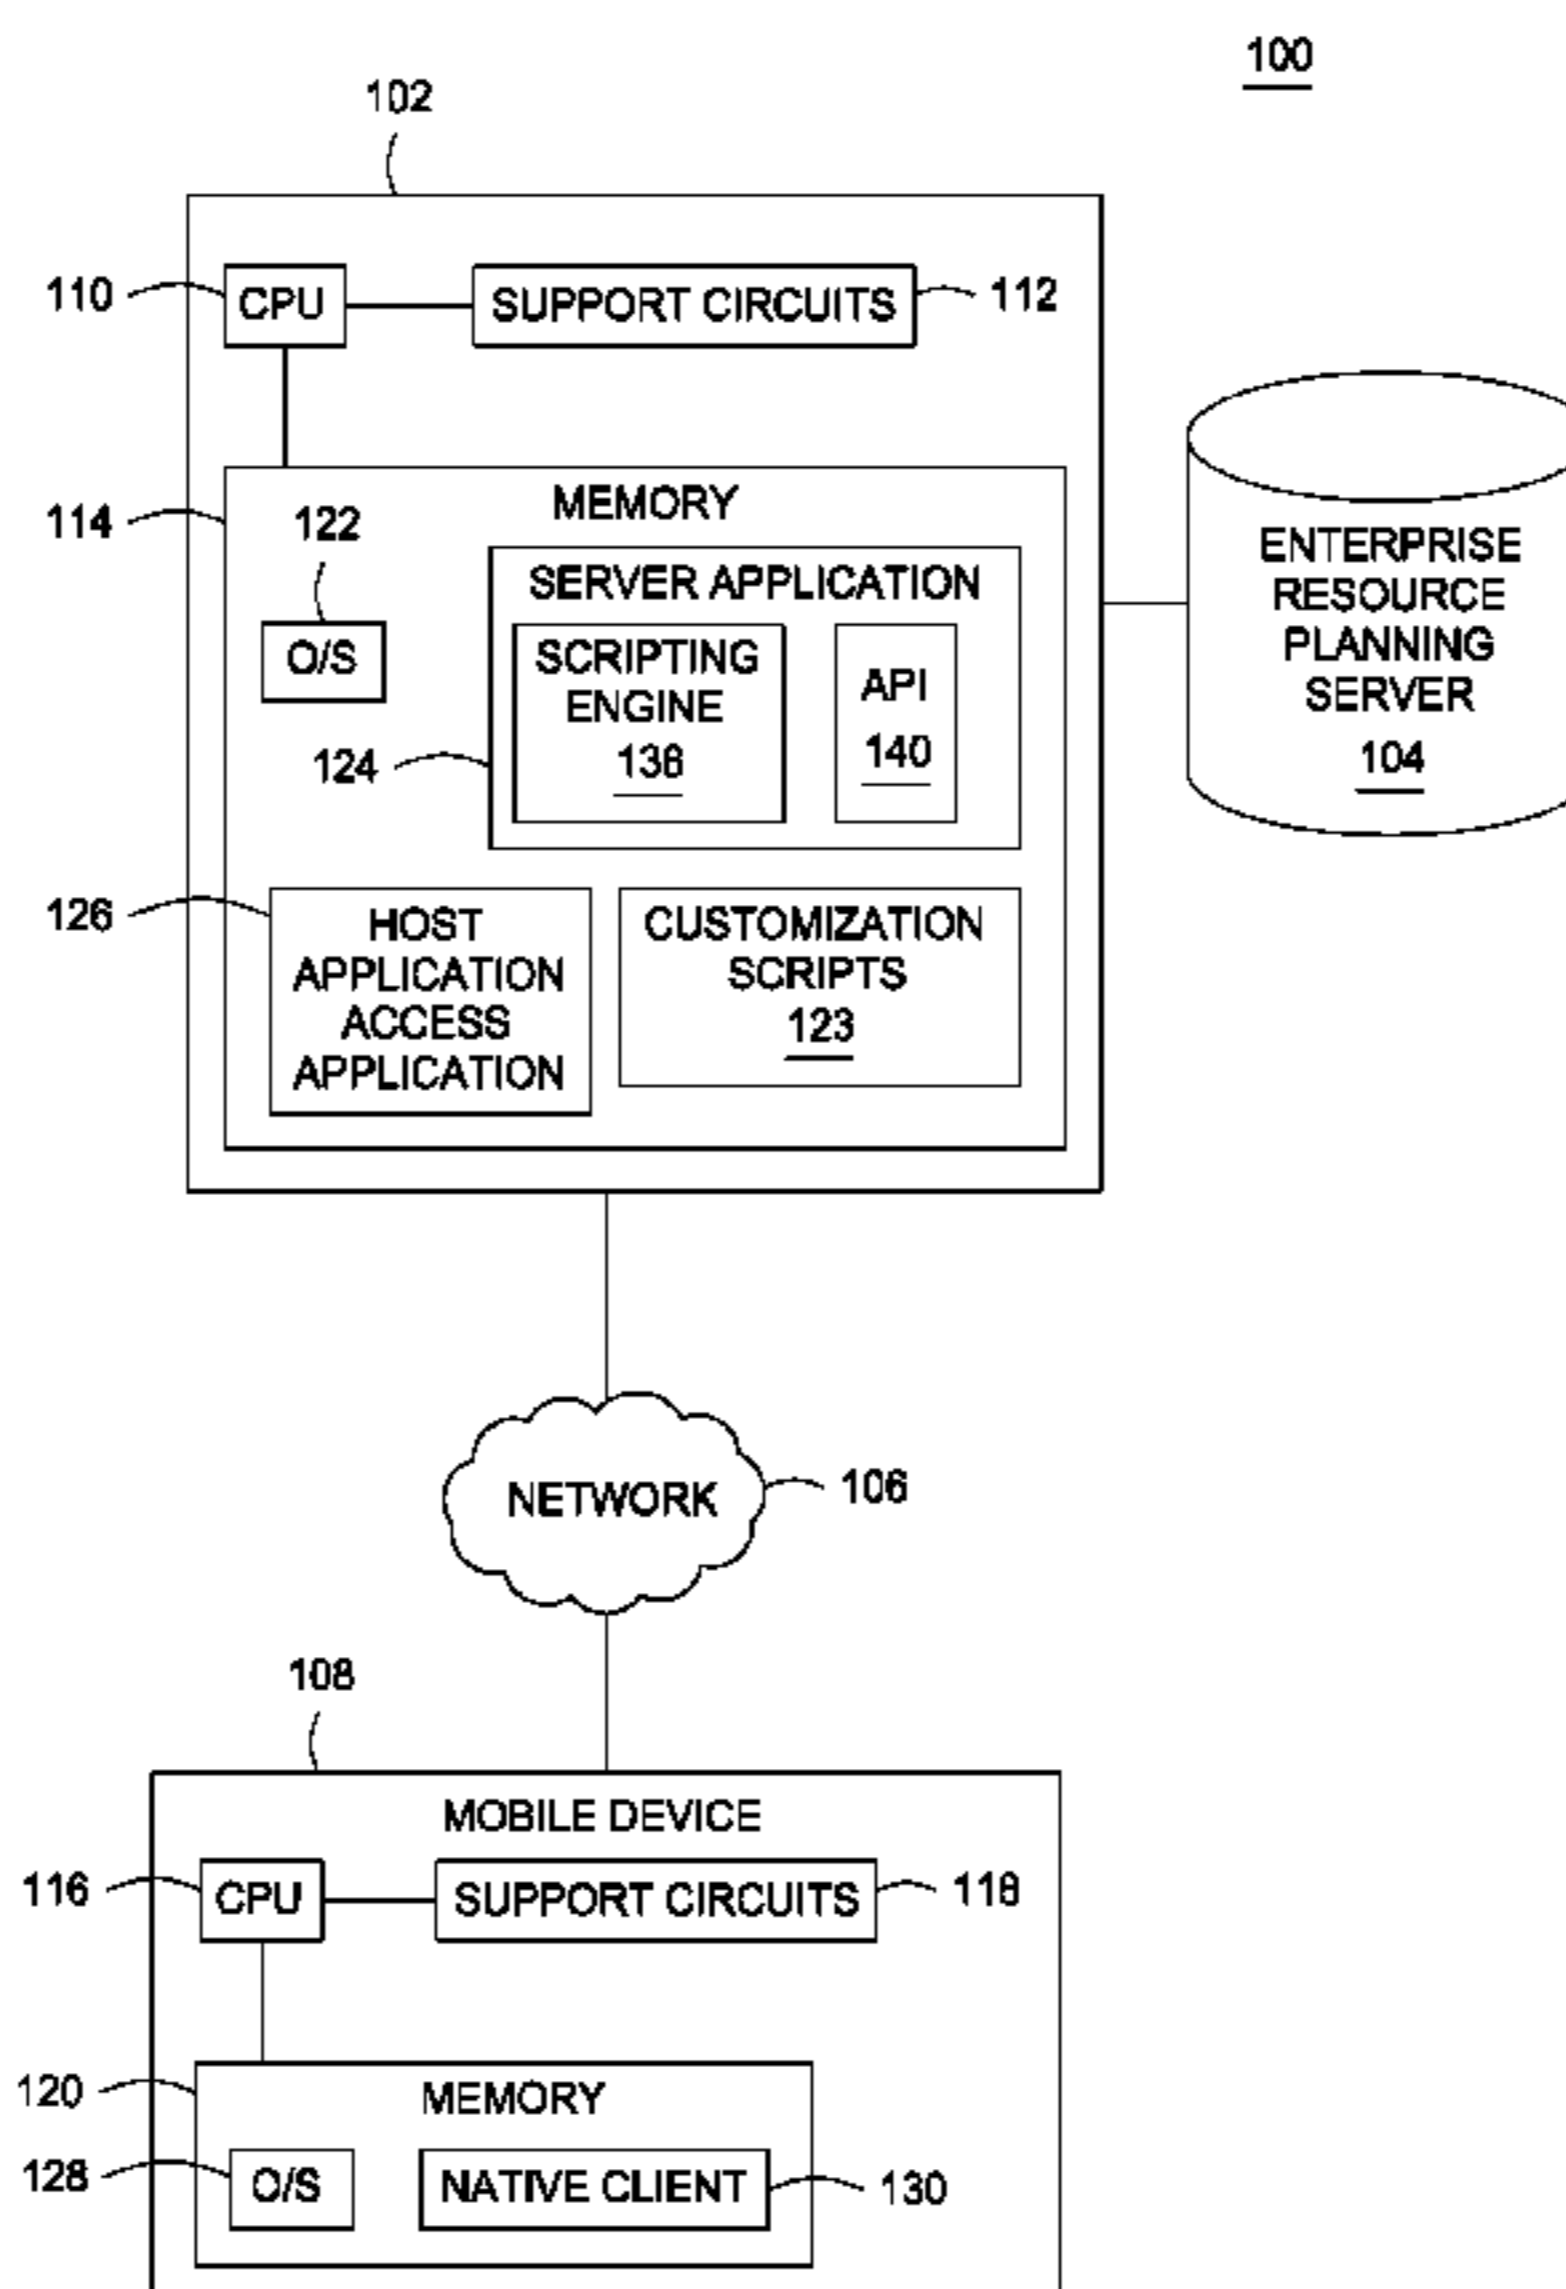 100
102
110
CPU
SUPPORT CIRCUITS
112
114
MEMORY
122
O/S
SERVER APPLICATION
SCRIPTING
ENGINE
136
API
140
124
ENTERPRISE
RESOURCE
PLANNING
SERVER
104
126
HOST
APPLICATION
ACCESS
APPLICATION
CUSTOMIZATION
SCRIPTS
123
NETWORK
106
108
MOBILE DEVICE
116
CPU
SUPPORT CIRCUITS
118
120
MEMORY
128
O/S
NATIVE CLIENT
130